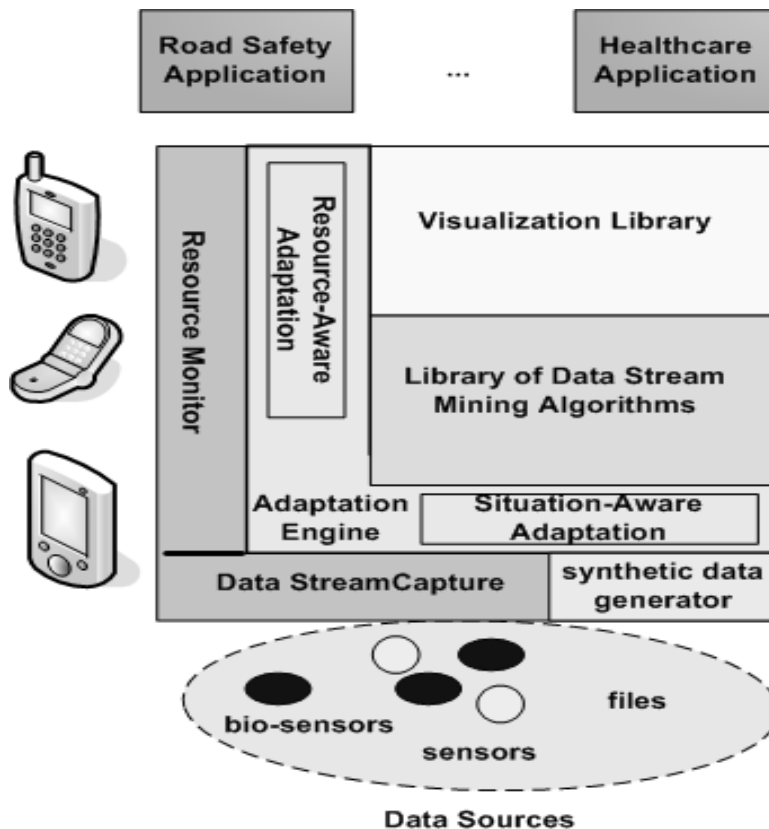 Road Safety
Application
...
Healthcare
Application
Resource Monitor
Resource-Aware
Adaptation
Visualization Library
Library of Data Stream
Mining Algorithms
Adaptation
Engine
Situation-Aware
Adaptation
Data StreamCapture
synthetic data
generator
bio-sensors
sensors
files
Data Sources